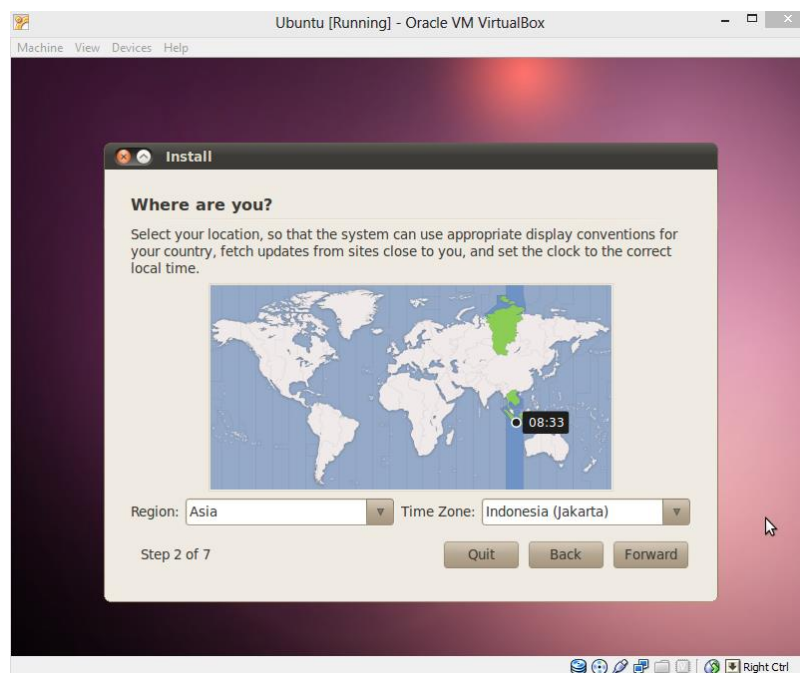 Ubuntu [Running] - Oracle VM VirtualBox
Machine View Devices Help
Install
Where are you?
Select your location, so that the system can use appropriate display conventions for
your country, fetch updates from sites close to you, and set the clock to the correct
local time.
08:33
Region: Asia Time Zone: Indonesia (Jakarta)
Step 2 of 7 Quit Back Forward
Right Ctrl